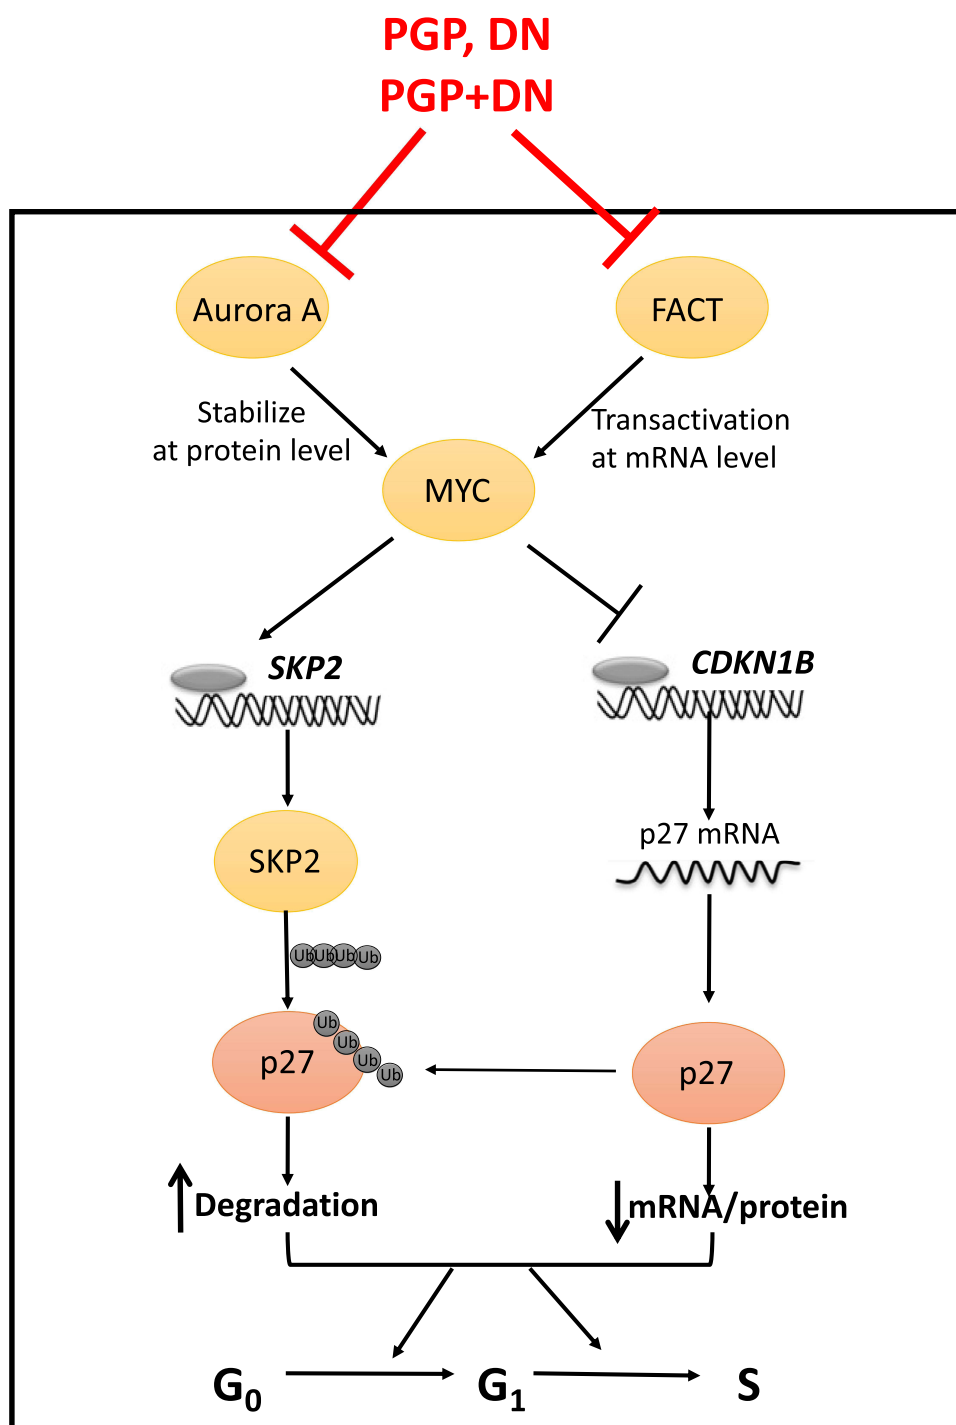 PGP, DN
PGP+DN
Aurora A
FACT
Stabilize
at protein level
Transactivation
at mRNA level
MYC
SKP2
CDKN1B
p27 mRNA
SKP2
Ub Ub Ub Ub
p27
Ub
Ub
Ub
Ub
p27
Degradation
mRNA/protein
G0
G1
S